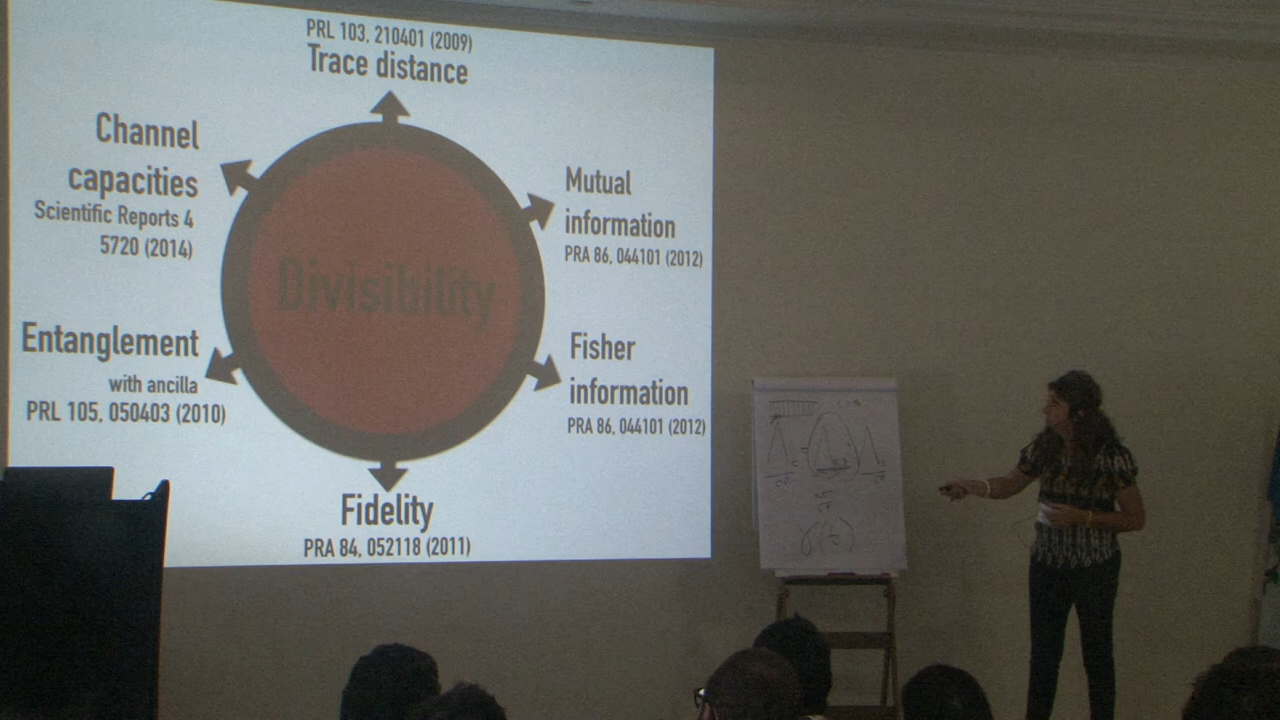 PRL 103, 210401 (2009)
Trace distance
Channel
capacities
Scientific Reports 4
5720 (2014)
Mutual
information
PRA 86, 044101 (2012)
Divisibility
Entanglement
with ancilla
PRL 105, 050403 (2010)
Fisher
information
PRA 86, 044101 (2012)
Fidelity
PRA 84, 052118 (2011)